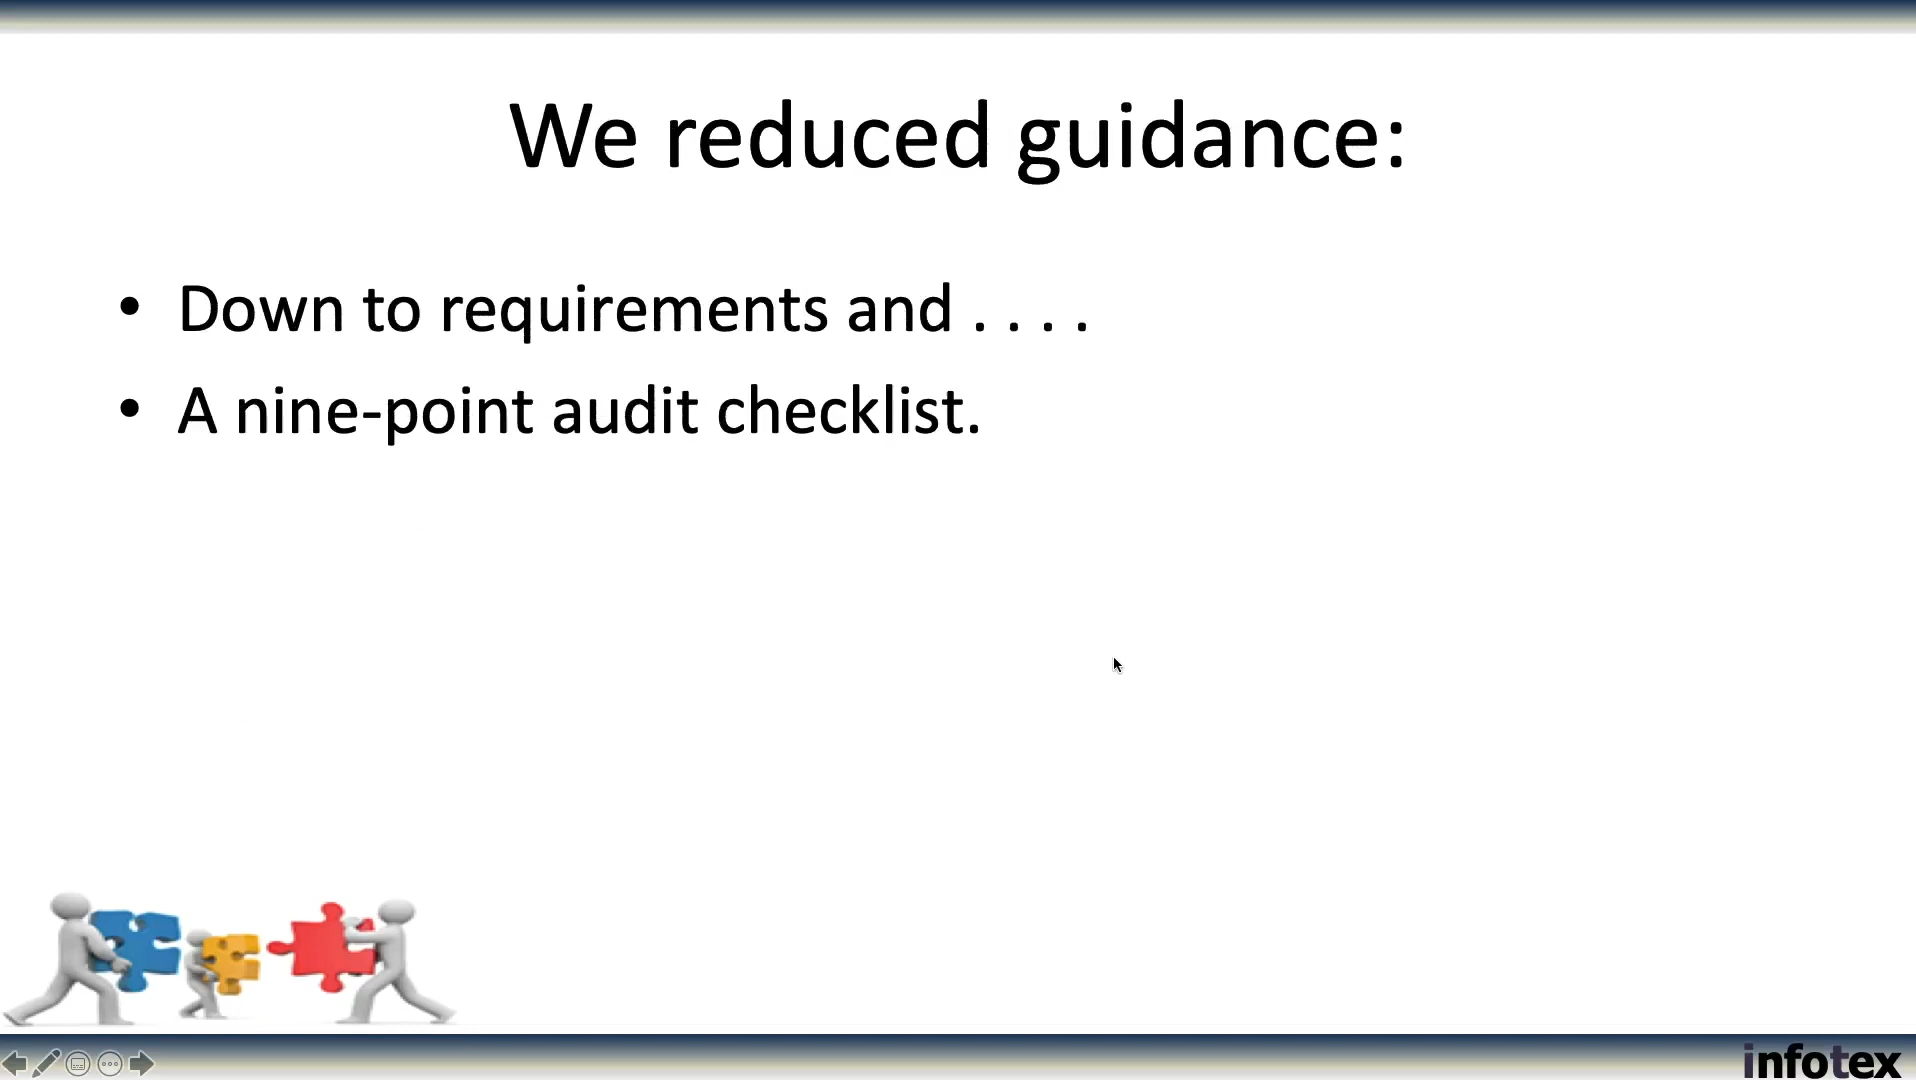 We reduced guidance:
• Down to requirements and . . . .
• A nine-point audit checklist.
infotex